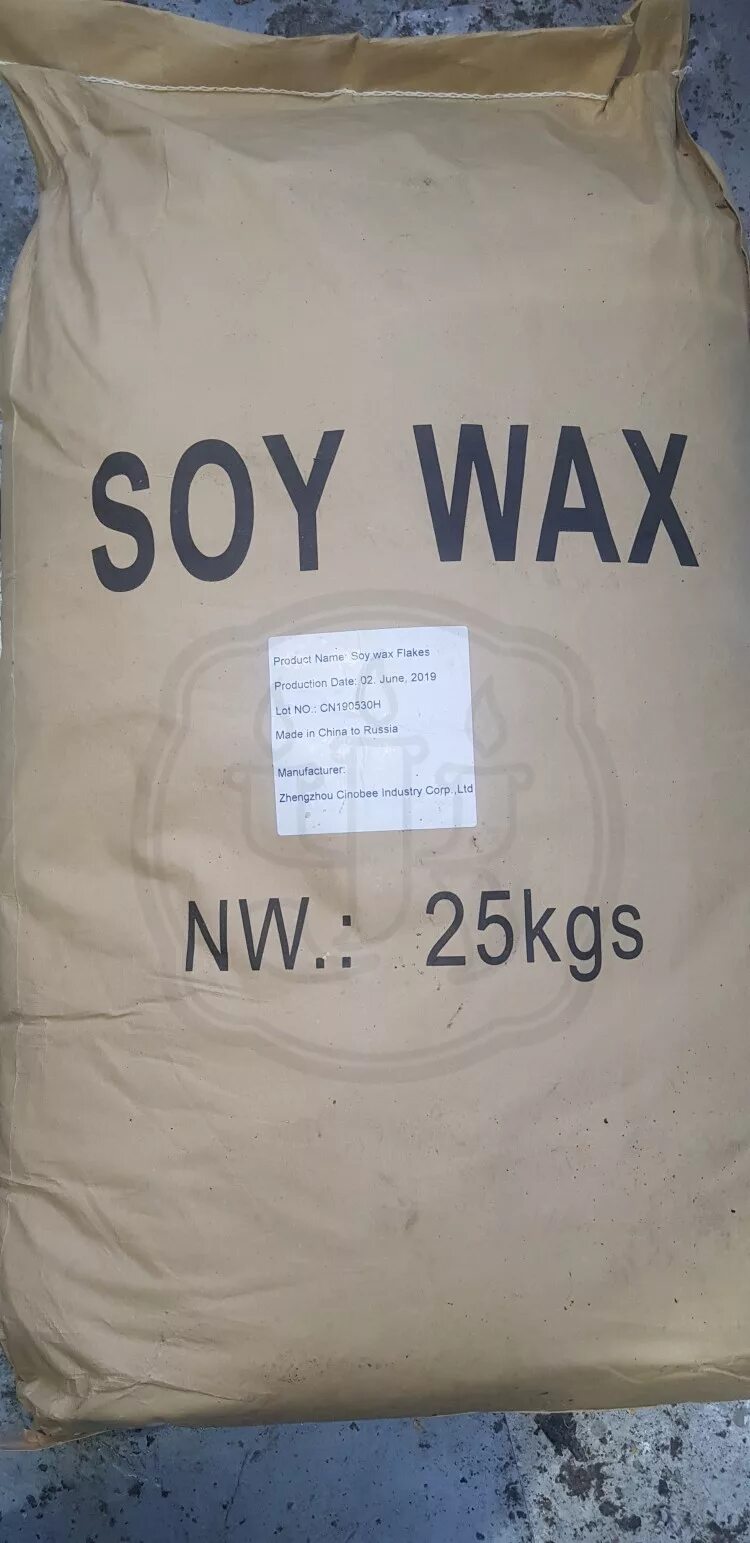 SOY WAX
Product Name: Soy wax Flakes
Production Date: 02. June, 2019
Lot NO.: CN190530H
Made in China to Russia
Manufacturer:
Zhengzhou Cinobee Industry Corp.,Ltd
NW.: 25kgs